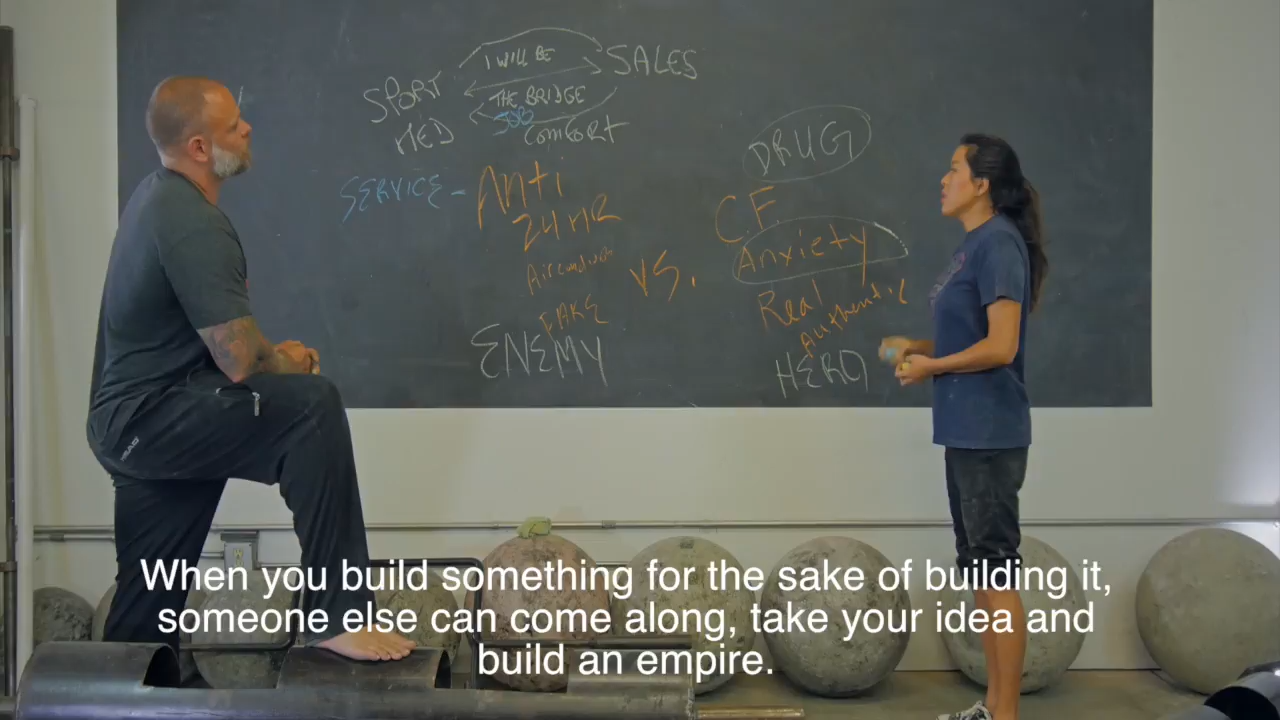 I WILL BE
SALES
SPORT
THE BRIDGE
JOB
MED
COMFORT
DRUG
SERVICE - Anti
24 HR
C.F.
Anxiety
VS.
Real
Authentic
FAKE
ENEMY
HERO
HEAD
When you build something for the sake of building it,
someone else can come along, take your idea and
build an empire.